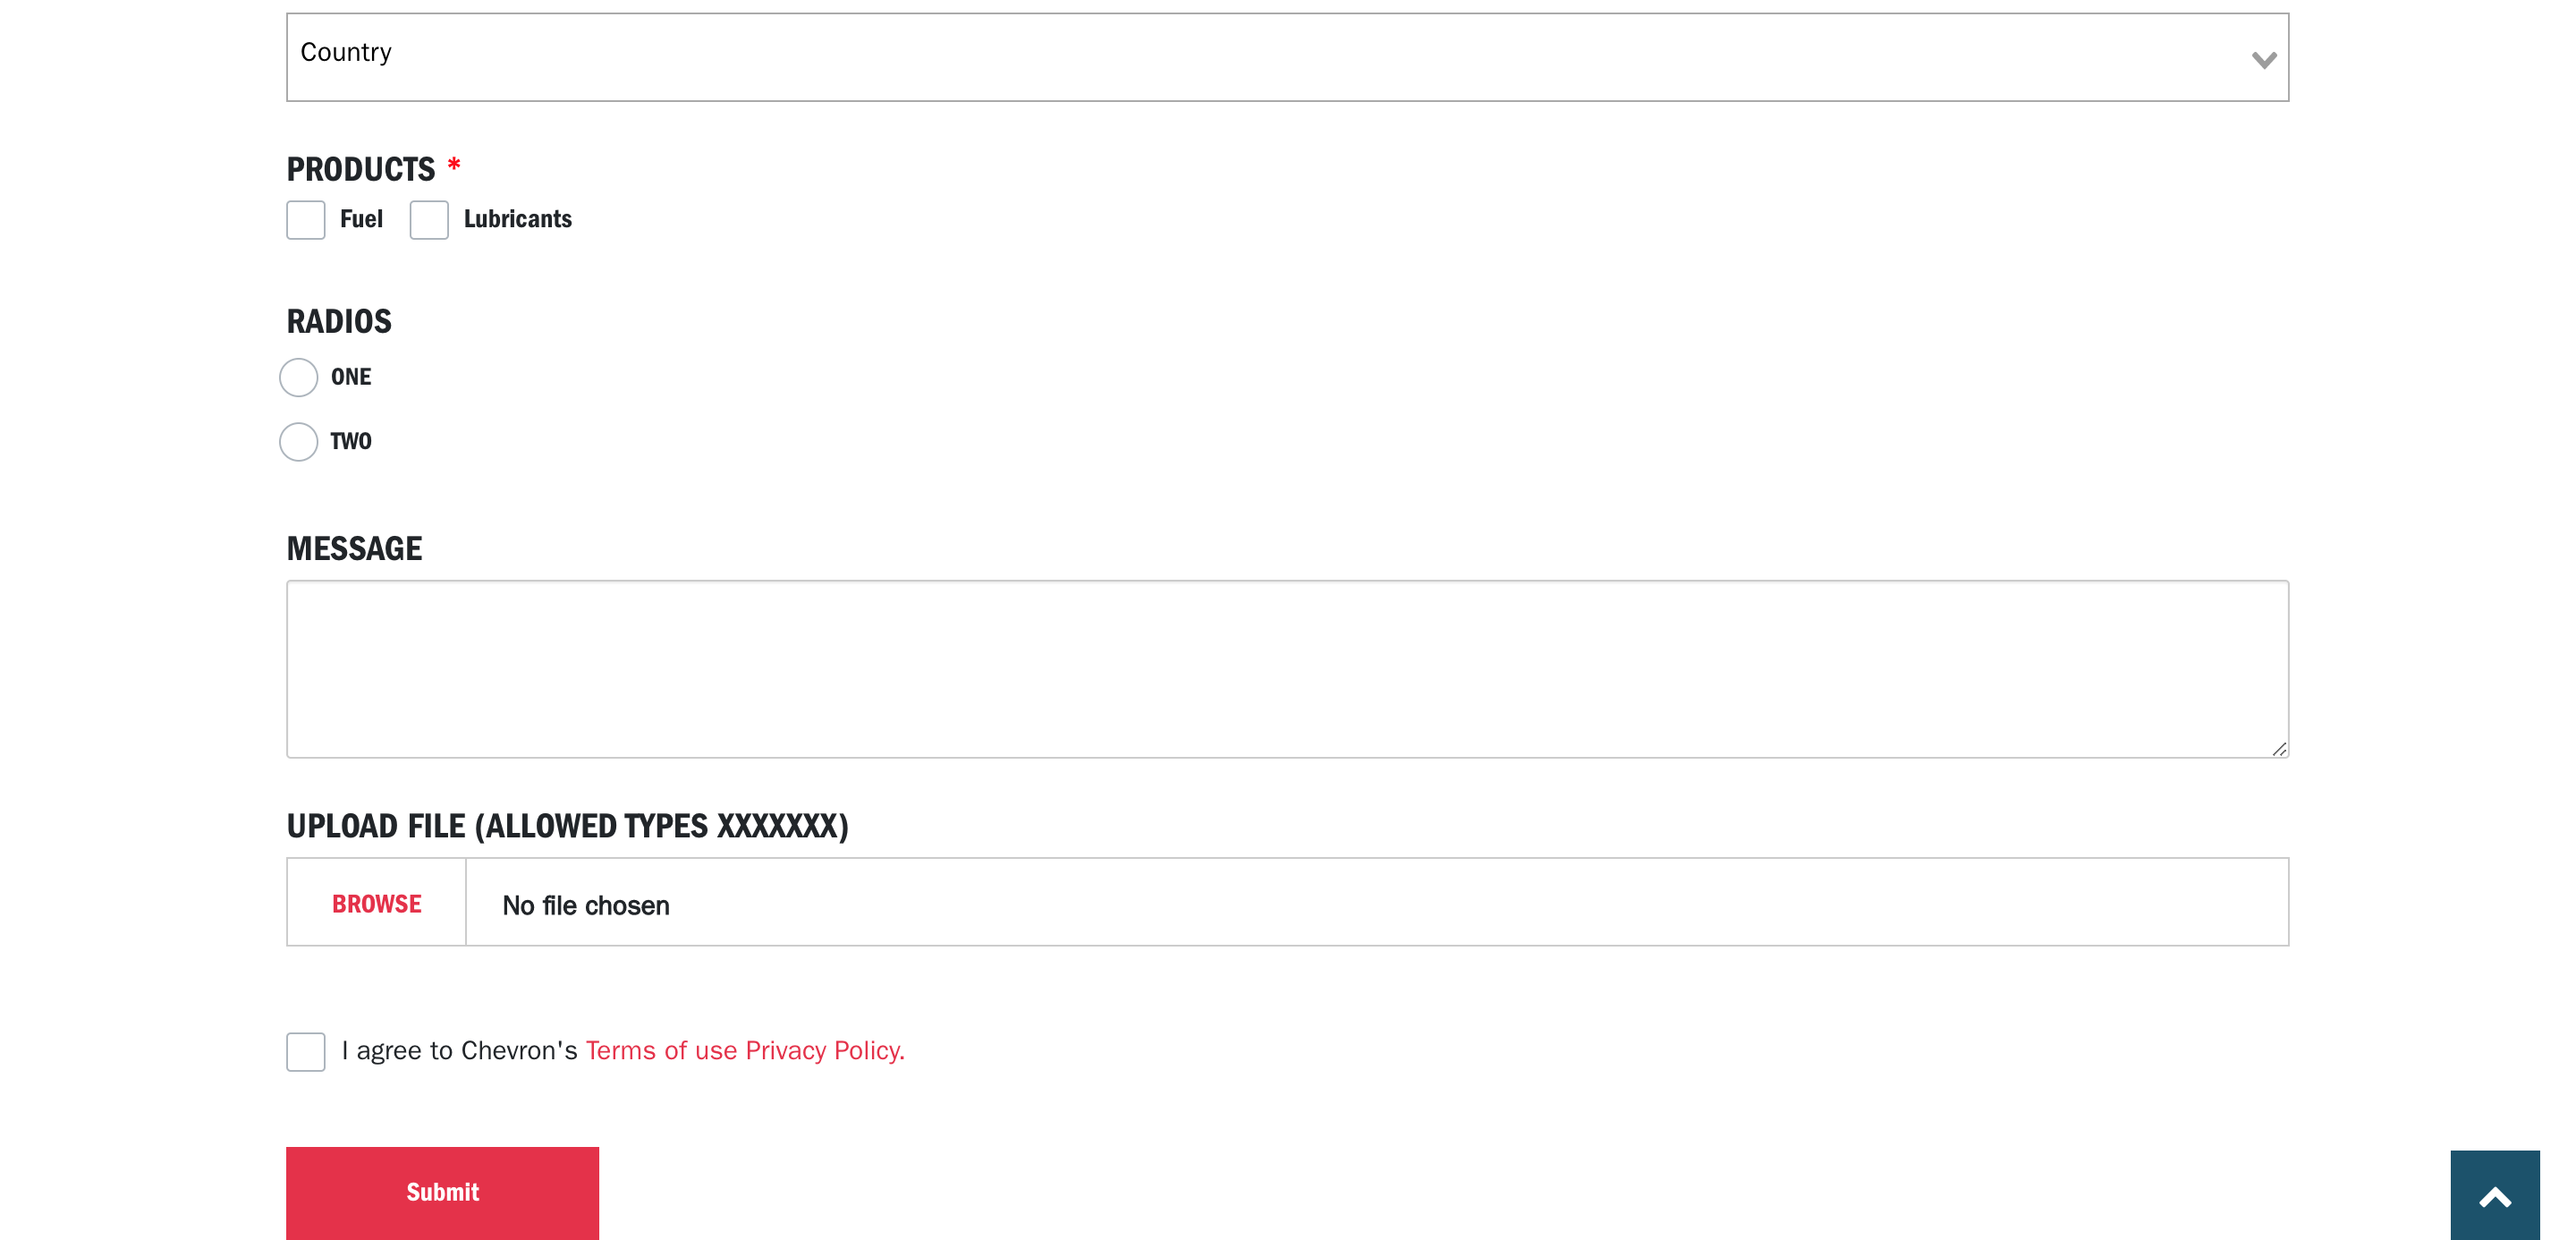 Country
PRODUCTS *
Fuel Lubricants
RADIOS
ONE
TWO
MESSAGE
UPLOAD FILE (ALLOWED TYPES XXXXXXX)
BROWSE No file chosen
I agree to Chevron's Terms of use Privacy Policy.
Submit